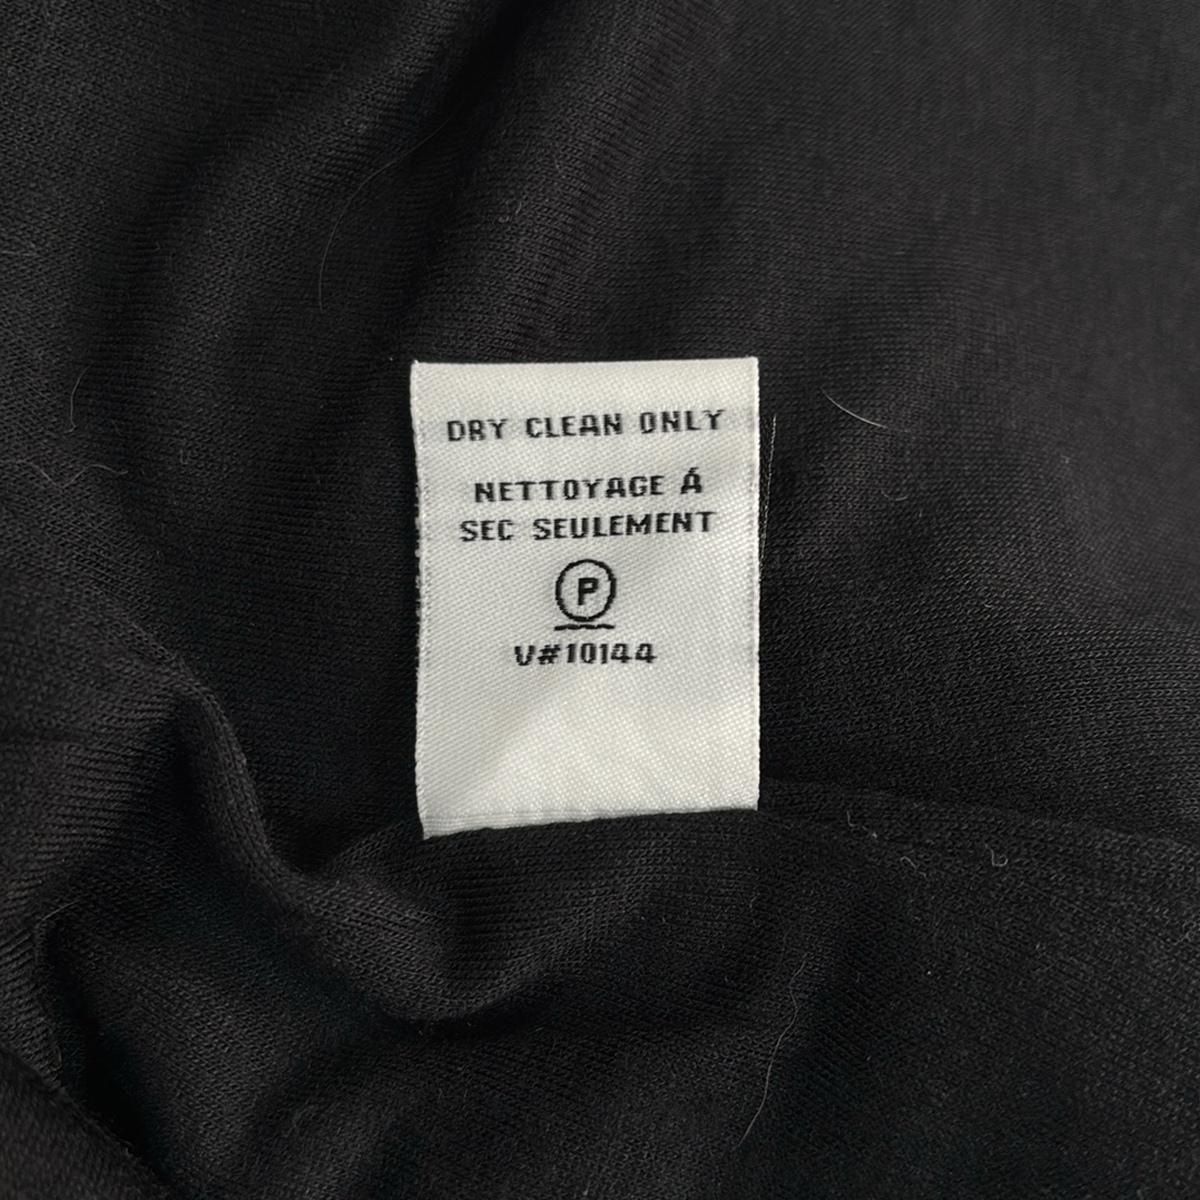 DRY CLEAN ONLY
NETTOYAGE Á
SEC SEULEMENT
P
V#10144